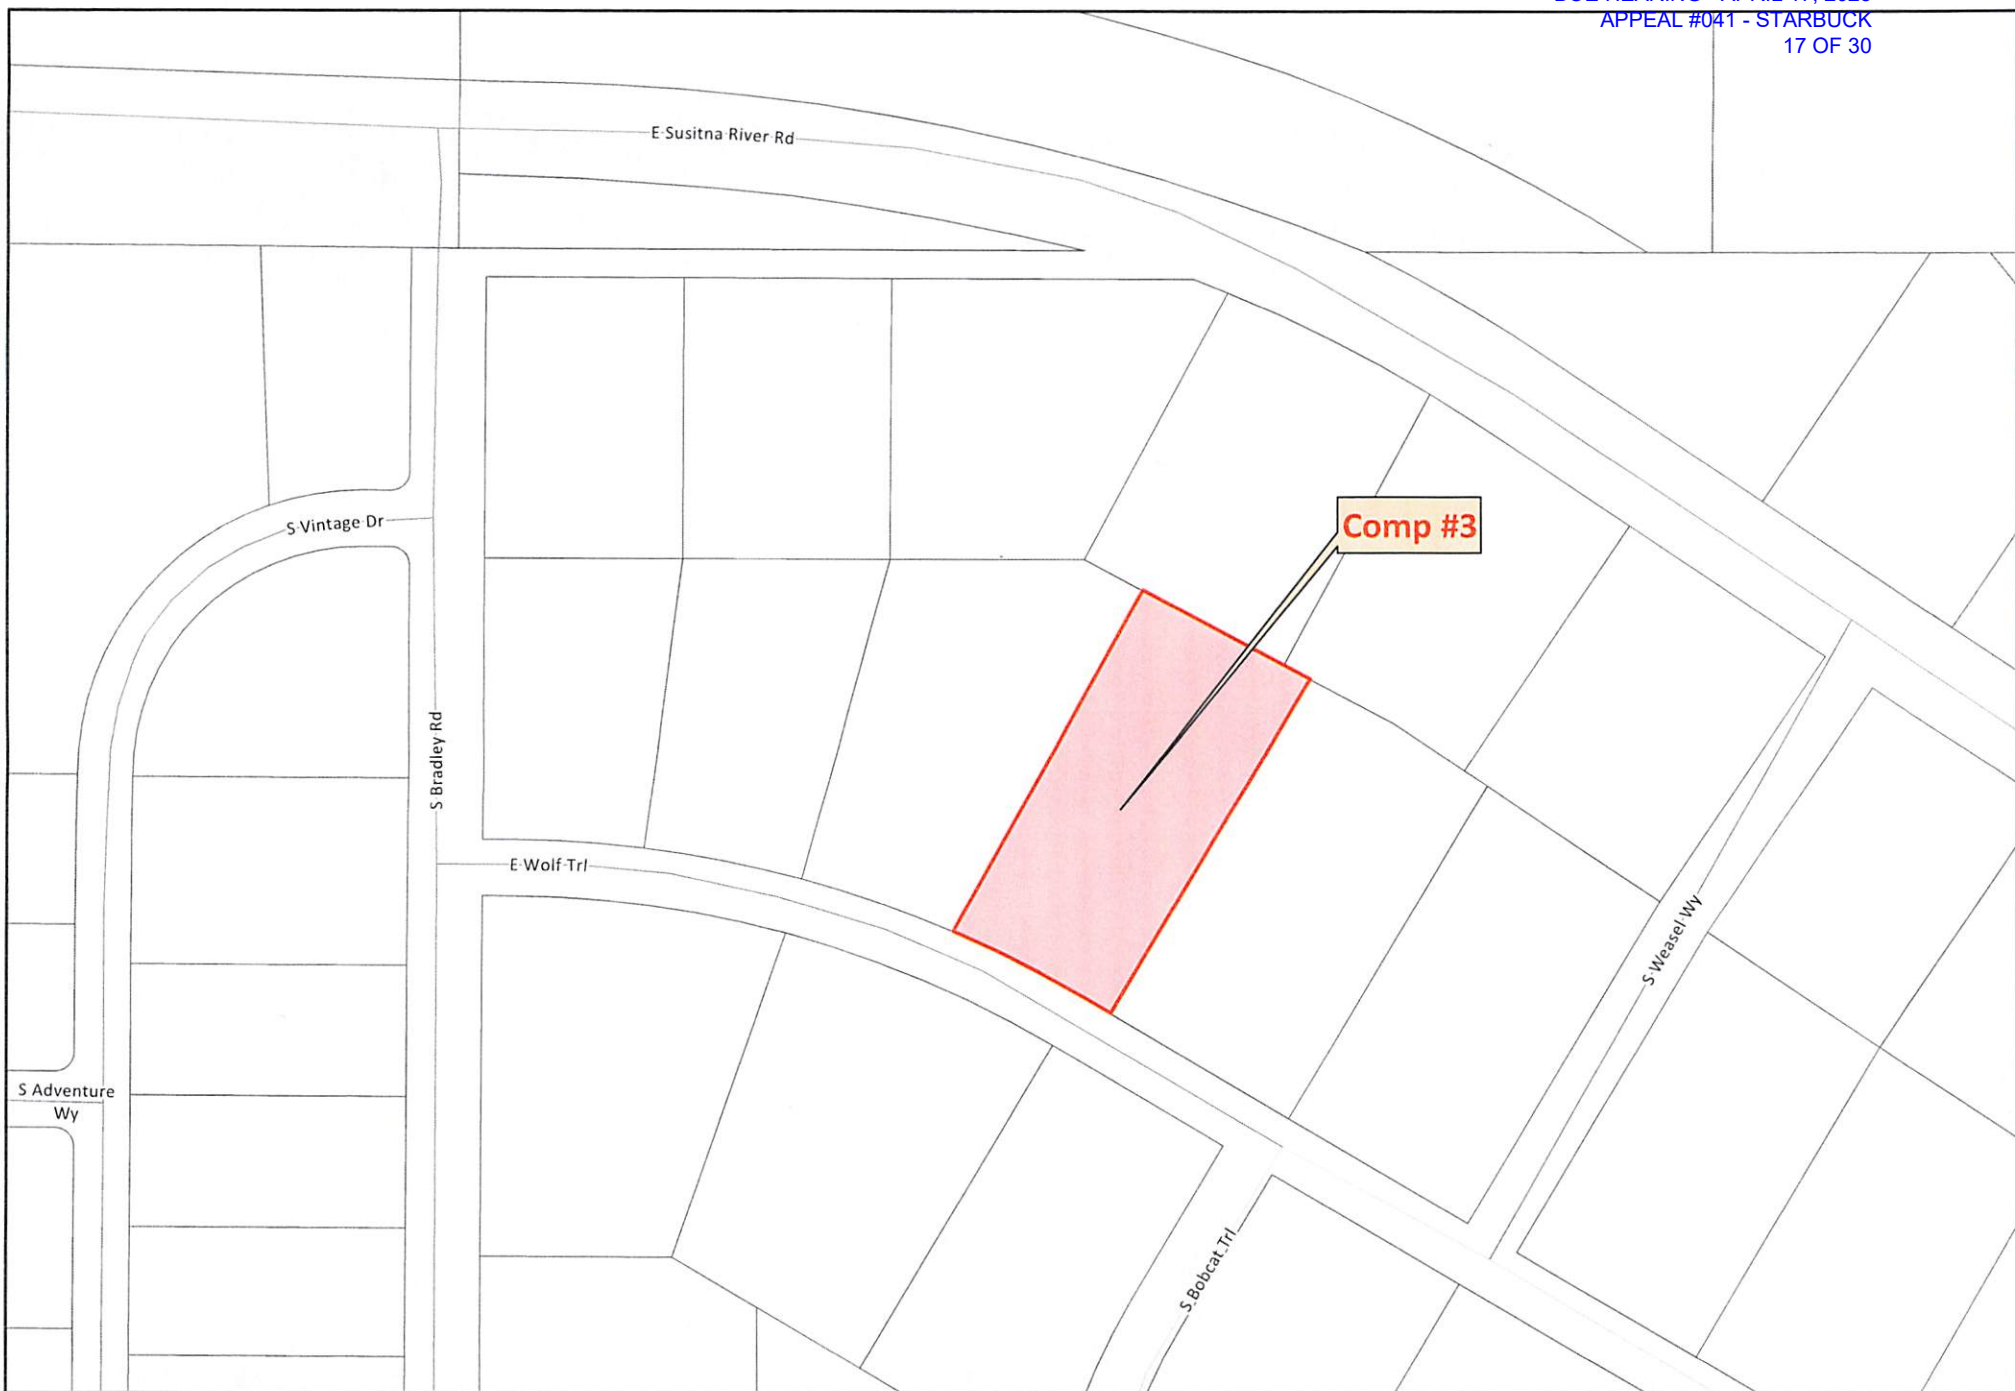 APPEAL #041 - STARBUCK
17 OF 30
E Susitna River Rd
Comp #3
S Vintage Dr
S Bradley Rd
E Wolf Trl
S Weasel Wy
S Adventure
Wy
S Bobcat Trl